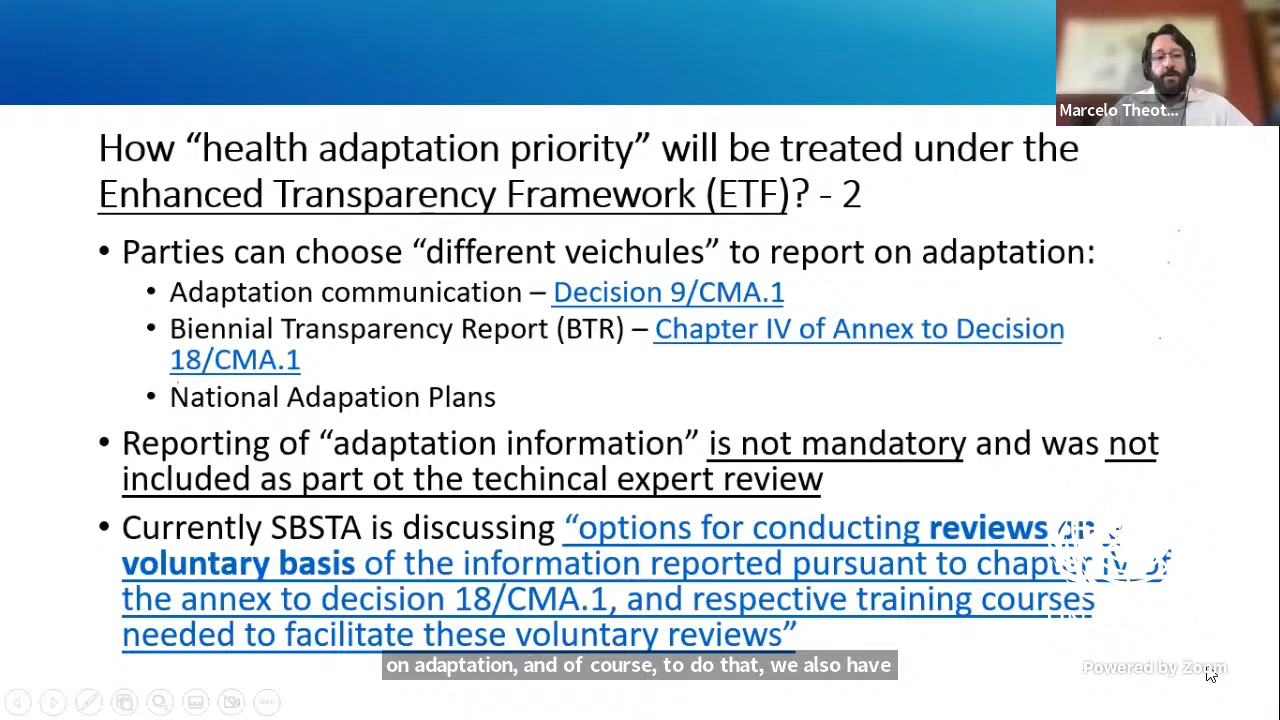 Marcelo Theot...
How “health adaptation priority” will be treated under the
Enhanced Transparency Framework (ETF)? - 2
• Parties can choose “different veichules” to report on adaptation:
• Adaptation communication – Decision 9/CMA.1
• Biennial Transparency Report (BTR) – Chapter IV of Annex to Decision
18/CMA.1
• National Adapation Plans
• Reporting of “adaptation information” is not mandatory and was not
included as part ot the techincal expert review
• Currently SBSTA is discussing “options for conducting reviews
voluntary basis of the information reported pursuant to
the annex to decision 18/CMA.1, and respective training courses
needed to facilitate these voluntary reviews”
on adaptation, and of course, to do that, we also have
Powered by Zoom